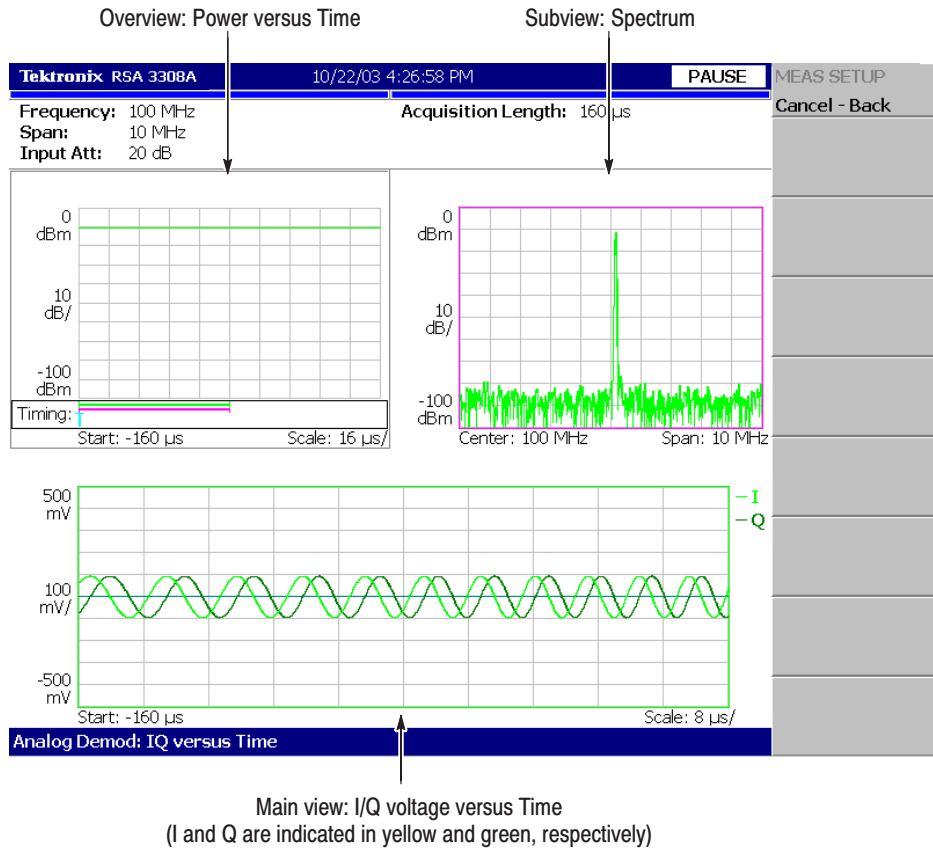 Overview: Power versus Time
Subview: Spectrum
Tektronix RSA 3308A 10/22/03 4:26:58 PM PAUSE MEAS SETUP
Cancel - Back
Frequency: 100 MHz Acquisition Length: 160 µs
Span: 10 MHz
Input Att: 20 dB
0
dBm
10
dB/
-100
dBm
Timing:
T
Start: -160 µs Scale: 16 µs/
0
dBm
10
dB/
-100
dBm
Center: 100 MHz Span: 10 MHz
500
mV
100
mV/
-500
mV
I
Q
Start: -160 µs Scale: 8 µs/
Analog Demod: IQ versus Time
Main view: I/Q voltage versus Time
(I and Q are indicated in yellow and green, respectively)